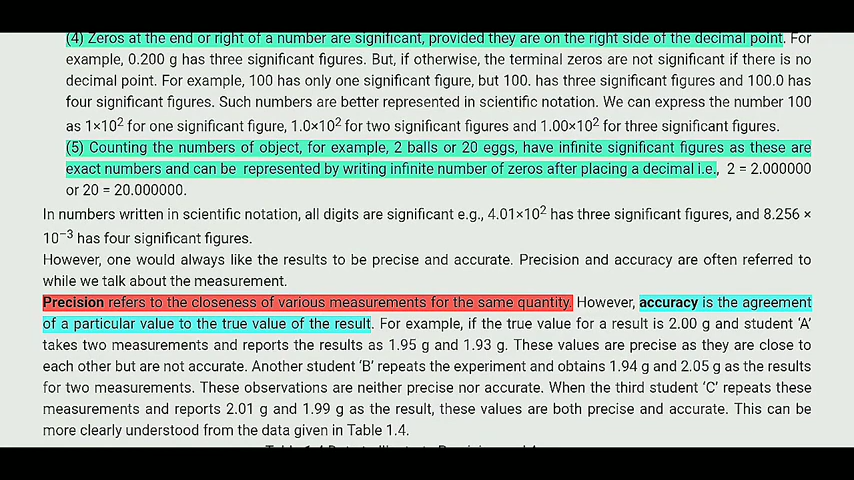 (4) Zeros at the end or right of a number are significant, provided they are on the right side of the decimal point. For
example, 0.200 g has three significant figures. But, if otherwise, the terminal zeros are not significant if there is no
decimal point. For example, 100 has only one significant figure, but 100. has three significant figures and 100.0 has
four significant figures. Such numbers are better represented in scientific notation. We can express the number 100
as 1×10² for one significant figure, 1.0×10² for two significant figures and 1.00×10² for three significant figures.
(5) Counting the numbers of object, for example, 2 balls or 20 eggs, have infinite significant figures as these are
exact numbers and can be represented by writing infinite number of zeros after placing a decimal i.e., 2 = 2.000000
or 20 = 20.000000.
In numbers written in scientific notation, all digits are significant e.g., 4.01×10² has three significant figures, and 8.256 ×
10⁻³ has four significant figures.
However, one would always like the results to be precise and accurate. Precision and accuracy are often referred to
while we talk about the measurement.
Precision refers to the closeness of various measurements for the same quantity. However, accuracy is the agreement
of a particular value to the true value of the result. For example, if the true value for a result is 2.00 g and student ‘A’
takes two measurements and reports the results as 1.95 g and 1.93 g. These values are precise as they are close to
each other but are not accurate. Another student ‘B’ repeats the experiment and obtains 1.94 g and 2.05 g as the results
for two measurements. These observations are neither precise nor accurate. When the third student ‘C’ repeats these
measurements and reports 2.01 g and 1.99 g as the result, these values are both precise and accurate. This can be
more clearly understood from the data given in Table 1.4.